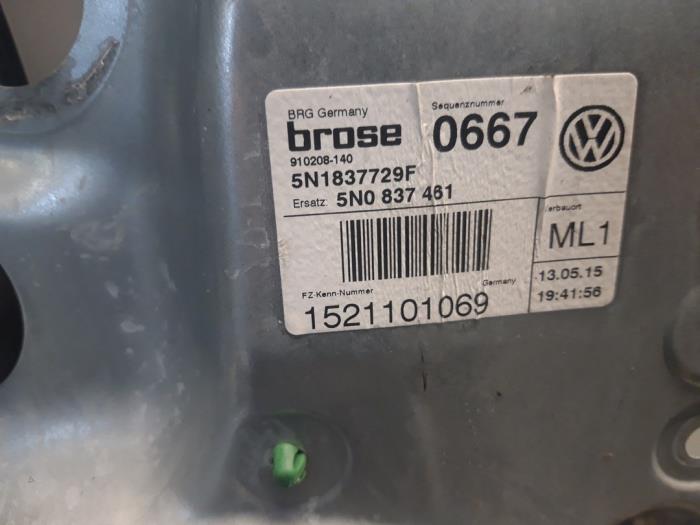 BRG Germany
Sequenznummer
brose 0667
910208-140
5N1837729F
Ersatz: 5N0 837 461
erbauort
ML1
13.05.15
19:41:56
FZ-Kenn-Nummer
Germany
1521101069